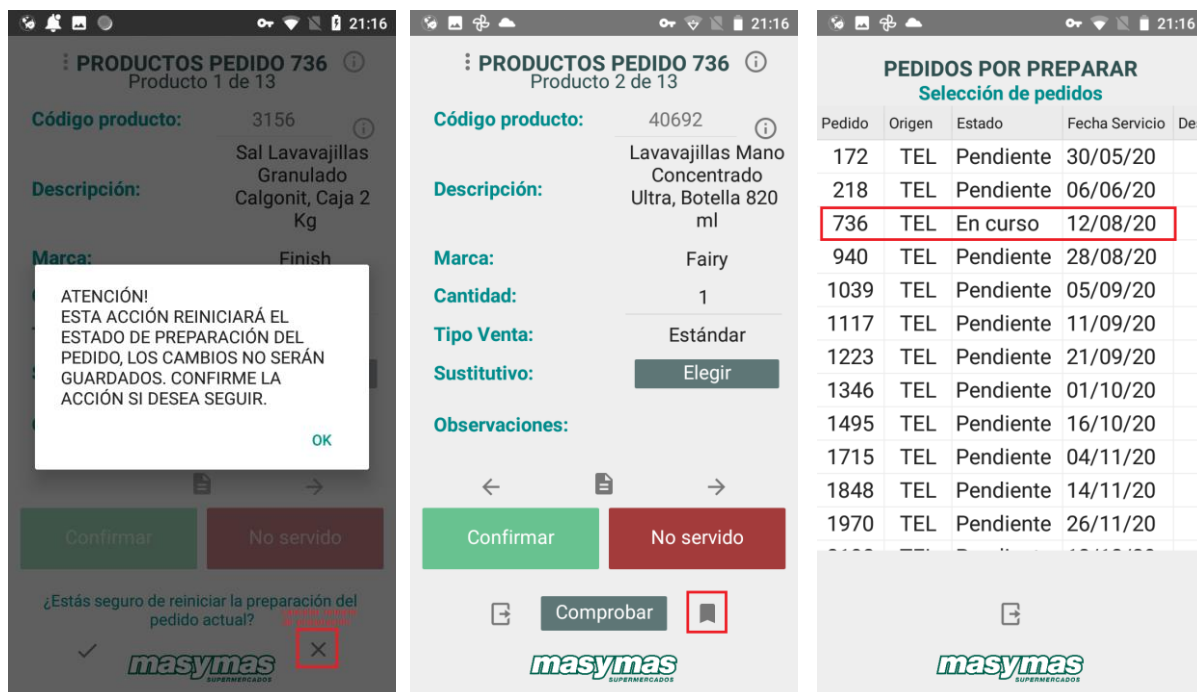 21:16
PRODUCTOS PEDIDO 736
Producto 1 de 13
Código producto: 3156
Descripción: Sal Lavavajillas
Granulado
Calgonit, Caja 2
Kg
Marca: Finish
ATENCIÓN!
ESTA ACCIÓN REINICIARÁ EL
ESTADO DE PREPARACIÓN DEL
PEDIDO, LOS CAMBIOS NO SERÁN
GUARDADOS. CONFIRME LA
ACCIÓN SI DESEA SEGUIR.
OK
Confirmar No servido
¿Estás seguro de reiniciar la preparación del
pedido actual?
masymas
SUPERMERCADOS
21:16
PRODUCTOS PEDIDO 736
Producto 2 de 13
Código producto: 40692
Descripción: Lavavajillas Mano
Concentrado
Ultra, Botella 820
ml
Marca: Fairy
Cantidad: 1
Tipo Venta: Estándar
Sustitutivo: Elegir
Observaciones:
Confirmar No servido
Comprobar
masymas
SUPERMERCADOS
21:16
PEDIDOS POR PREPARAR
Selección de pedidos
Pedido Origen Estado Fecha Servicio De
172 TEL Pendiente 30/05/20
218 TEL Pendiente 06/06/20
736 TEL En curso 12/08/20
940 TEL Pendiente 28/08/20
1039 TEL Pendiente 05/09/20
1117 TEL Pendiente 11/09/20
1223 TEL Pendiente 21/09/20
1346 TEL Pendiente 01/10/20
1495 TEL Pendiente 16/10/20
1715 TEL Pendiente 04/11/20
1848 TEL Pendiente 14/11/20
1970 TEL Pendiente 26/11/20
masymas
SUPERMERCADOS